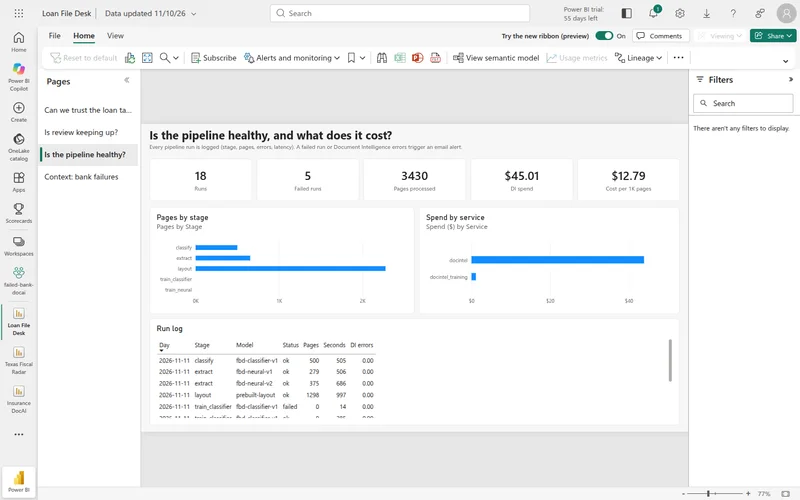 Loan File Desk | Data updated 11/10/26
Search
Power BI trial:
55 days left
1
File Home View
Try the new ribbon (preview) On Comments Viewing Share
Reset to default Subscribe Alerts and monitoring View semantic model Usage metrics Lineage
Home
Power BI
Copilot
Create
OneLake
catalog
Apps
Scorecards
Workspaces
failed-bank-
docai
Loan File
Desk
Texas Fiscal
Radar
Insurance
DocAI
Power BI
Pages
Can we trust the loan ta...
Is review keeping up?
Is the pipeline healthy?
Context: bank failures
Is the pipeline healthy, and what does it cost?
Every pipeline run is logged (stage, pages, errors, latency). A failed run or Document Intelligence errors trigger an email alert.
18
Runs
5
Failed runs
3430
Pages processed
$45.01
DI spend
$12.79
Cost per 1K pages
Pages by stage
Pages by Stage
classify
extract
layout
train_classifier
train_neural
0K 1K 2K
Spend by service
Spend ($) by Service
docintel
docintel_training
$0 $20 $40
Run log
Day Stage Model Status Pages Seconds DI errors
2026-11-11 classify fbd-classifier-v1 ok 500 505 0.00
2026-11-11 extract fbd-neural-v1 ok 279 506 0.00
2026-11-11 extract fbd-neural-v2 ok 375 686 0.00
2026-11-11 layout prebuilt-layout ok 1298 997 0.00
2026-11-11 train_classifier fbd-classifier-v1 failed 0 14 0.00
Filters
Search
There aren't any filters to display.
77%